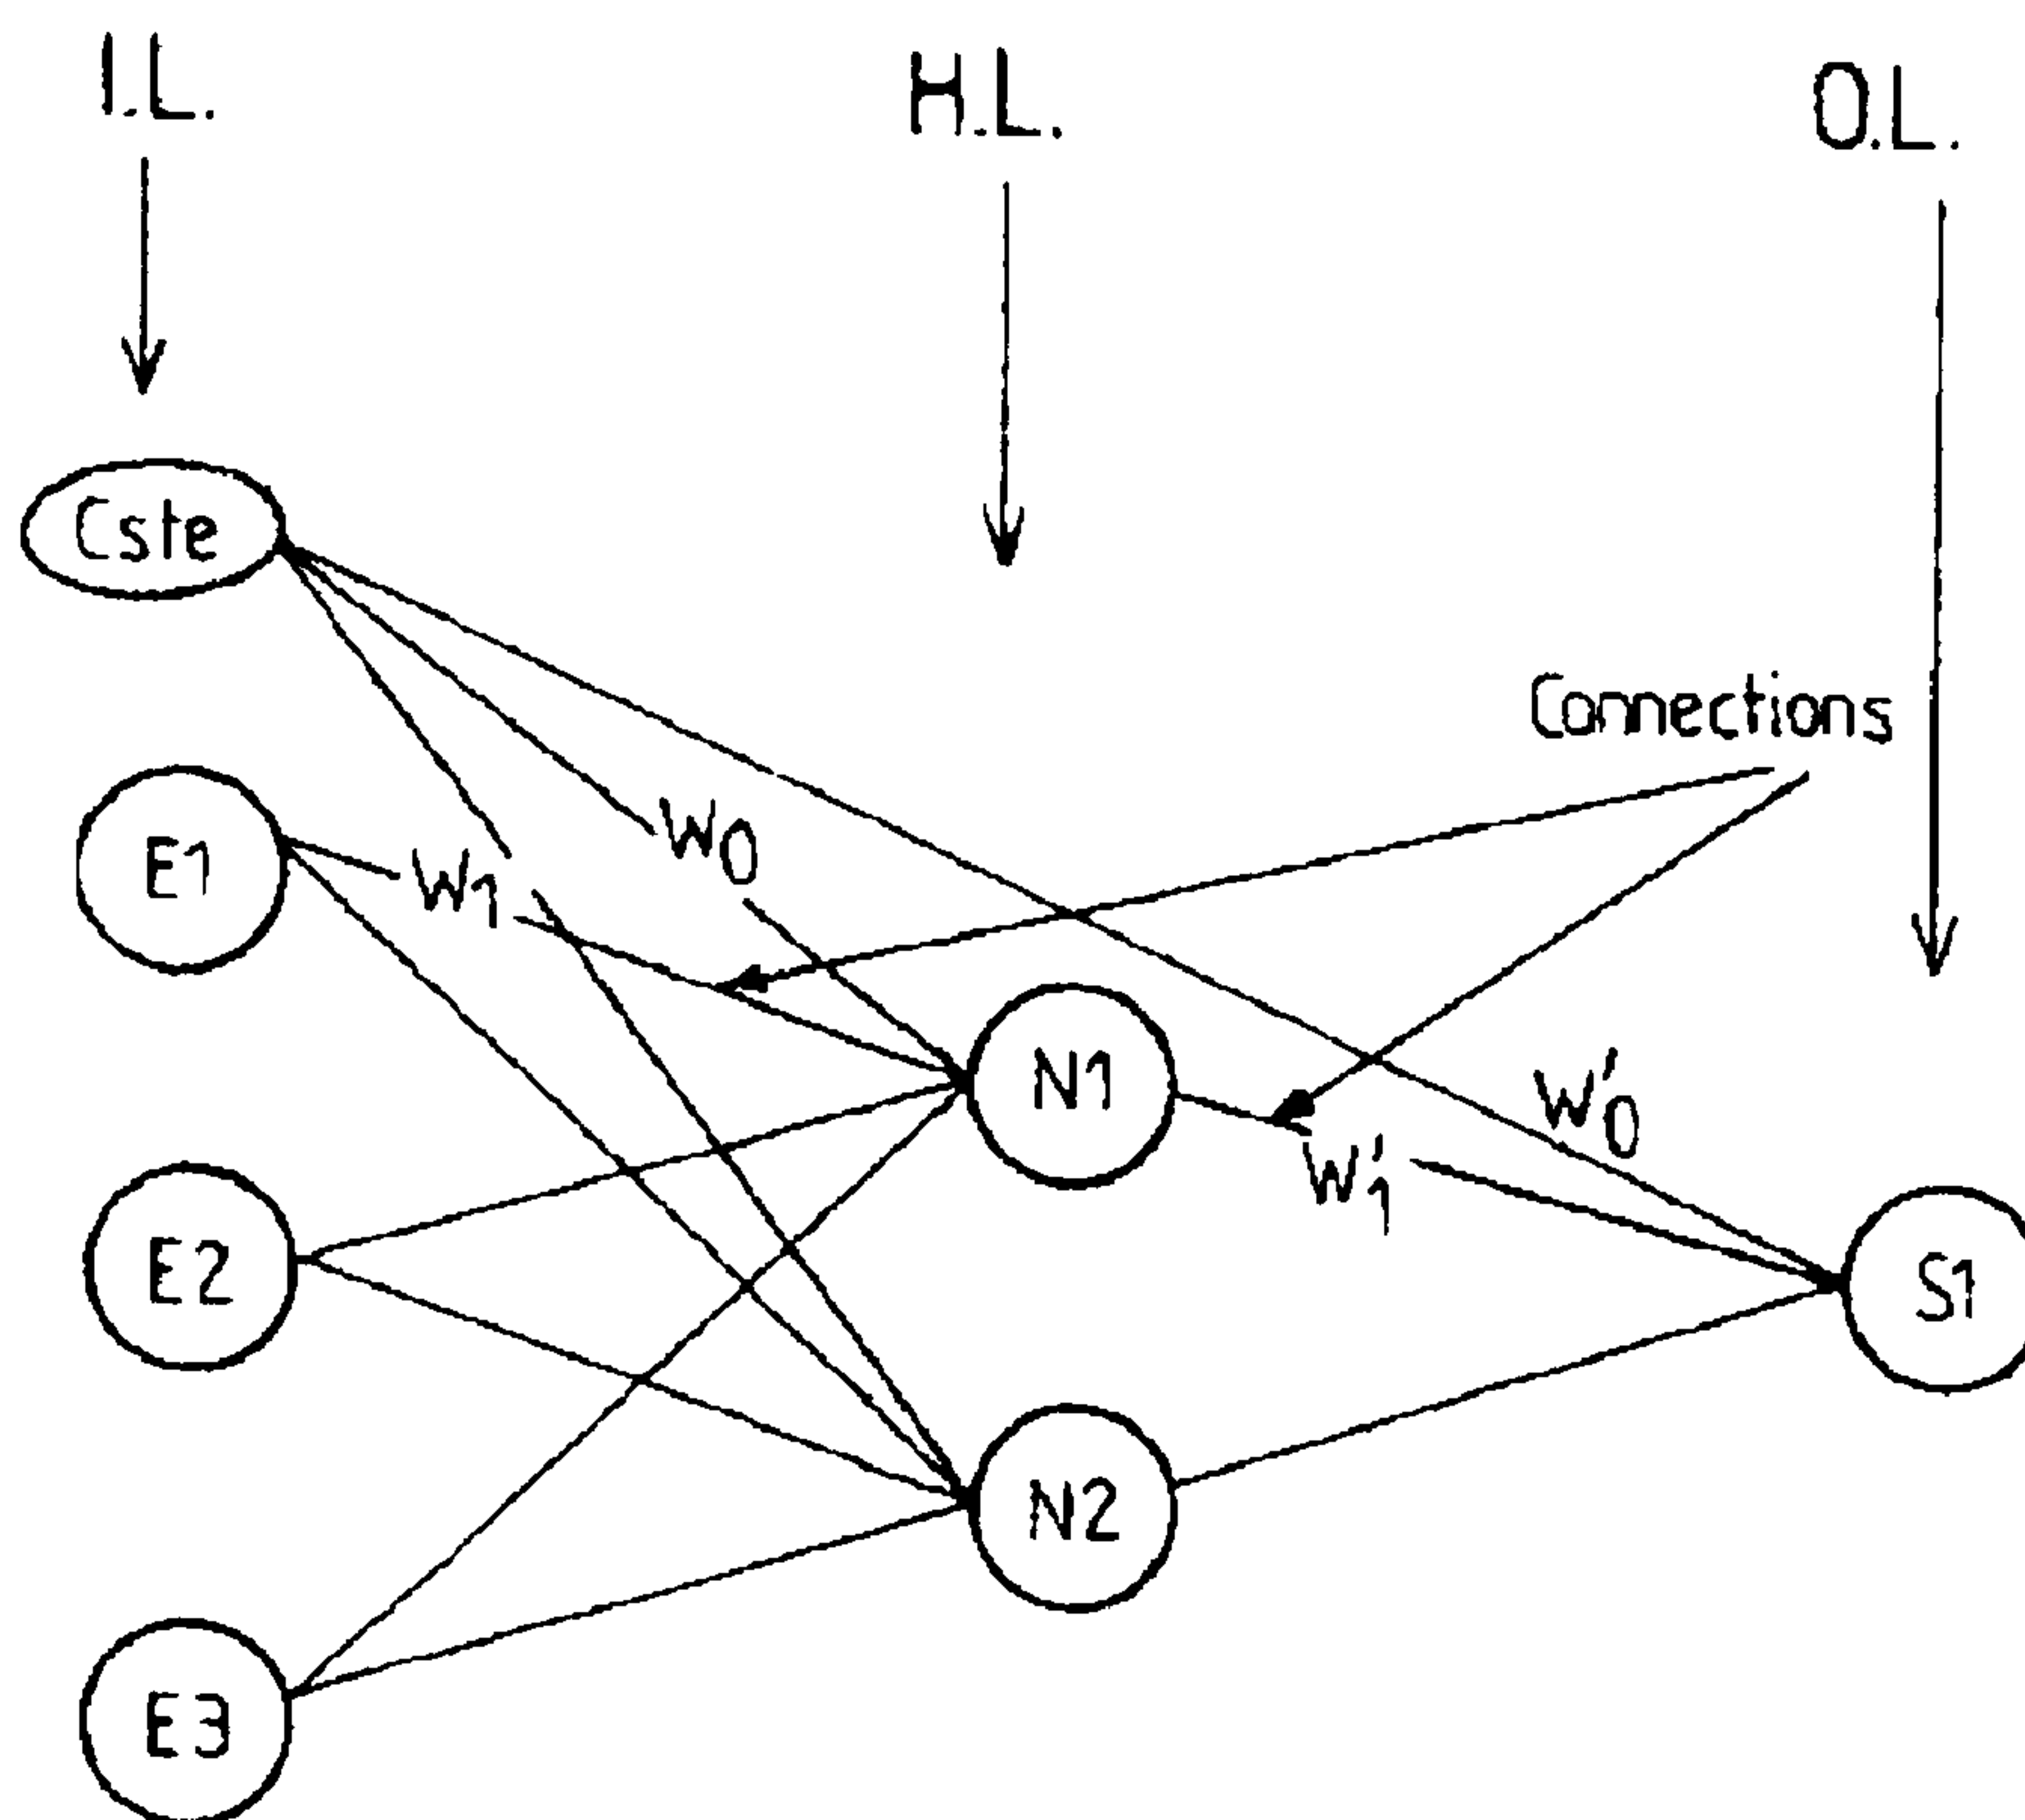 I.L.
H.L.
O.L.
Cste
Connections
E1
W1
W0
N1
W'0
W'1
E2
S1
N2
E3